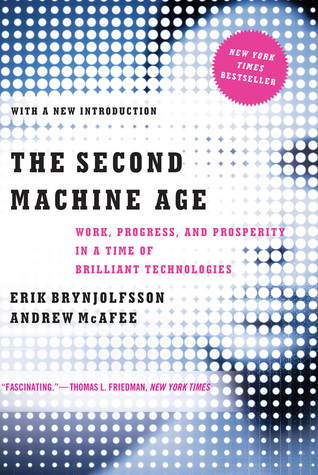 NEW YORK
TIMES
BESTSELLER
WITH A NEW INTRODUCTION
THE SECOND
MACHINE AGE
WORK, PROGRESS, AND PROSPERITY
IN A TIME OF
BRILLIANT TECHNOLOGIES
ERIK BRYNJOLFSSON
ANDREW McAFEE
“FASCINATING.”—THOMAS L. FRIEDMAN, NEW YORK TIMES